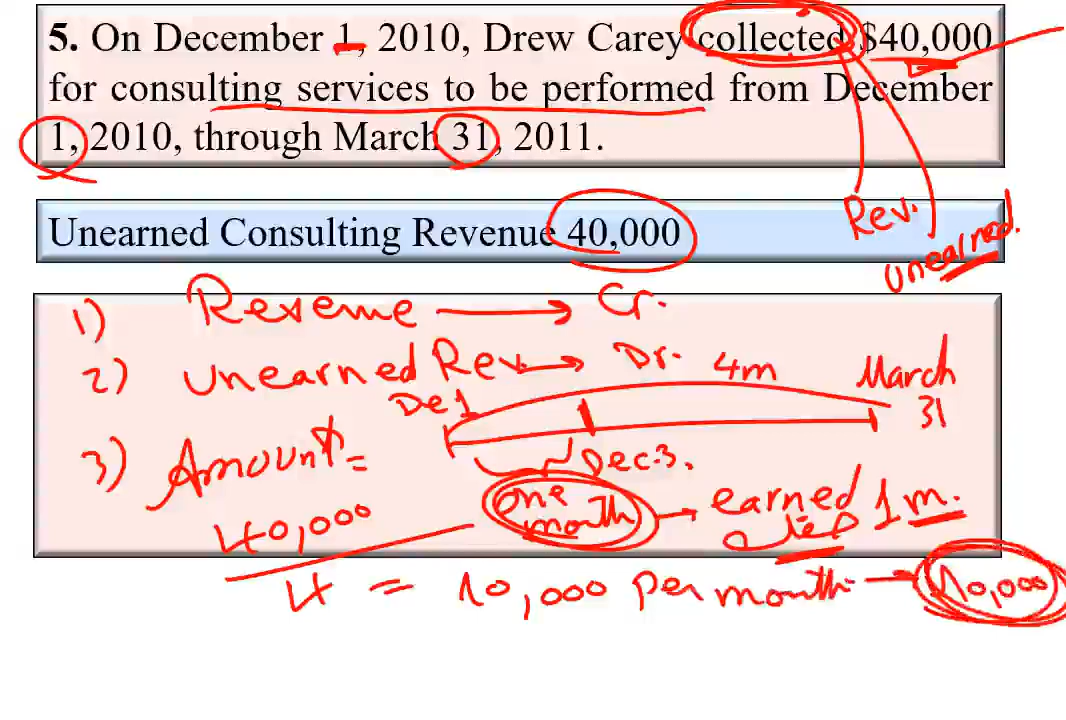 5. On December 1, 2010, Drew Carey collected $40,000
for consulting services to be performed from December
1, 2010, through March 31, 2011.
Rev.
unearned.
Unearned Consulting Revenue 40,000
1) Revenue → Cr.
2) Unearned Rev. → Dr.
4m
March
31
De 1
3) Amount =
Dec 3.
one
month → earned 1 m.
40,000
4 = 10,000 per month → 10,000